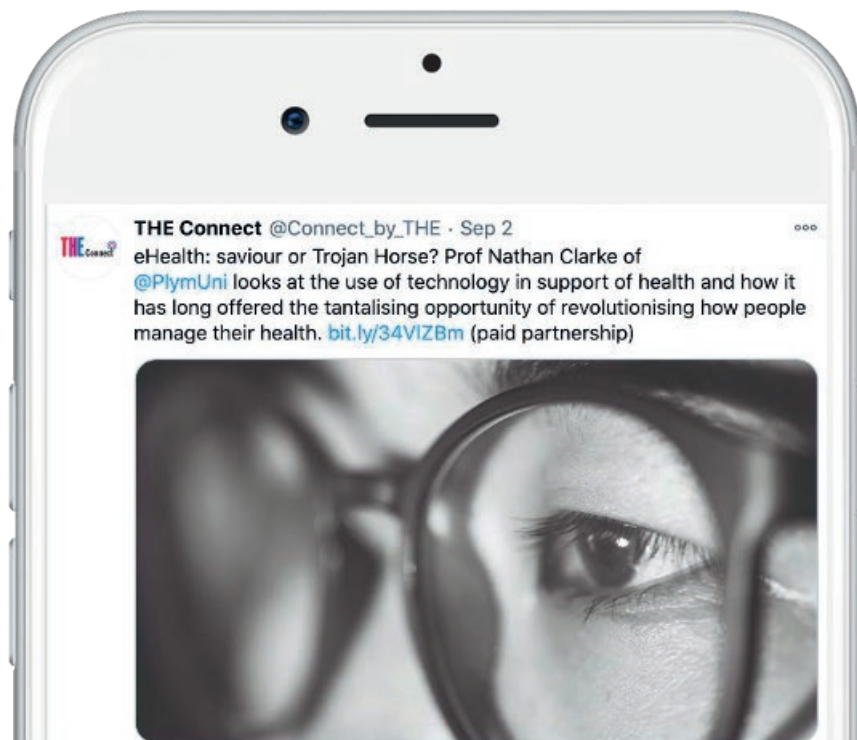 THE Connect @Connect_by_THE · Sep 2
THE Connect
eHealth: saviour or Trojan Horse? Prof Nathan Clarke of
@PlymUni looks at the use of technology in support of health and how it
has long offered the tantalising opportunity of revolutionising how people
manage their health. bit.ly/34VIZBm (paid partnership)